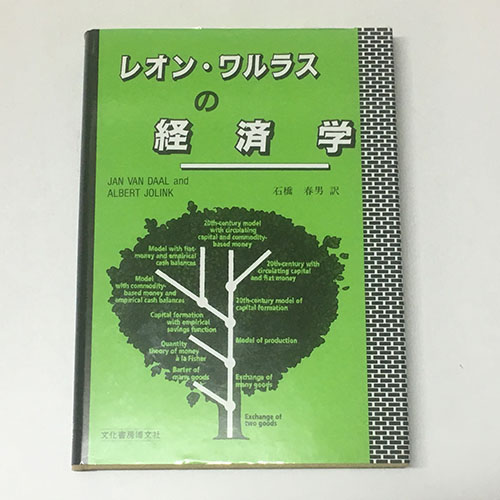 レオン・ワルラス
の
経済学
JAN VAN DAAL and
ALBERT JOLINK
石橋 春男 訳
20th-century model
with circulating
capital and commodity-
based money
Model with fiat-
money and empirical
cash balances
20th-century with
circulating capital
and fiat money
Model
with commodity-
based money and
empirical cash balances
20th-century model of
capital formation
Capital formation
with empirical
savings function
Model of production
Quantity
theory of money
à la Fisher
Barter of
many goods
Exchange of
many goods
Exchange of
two goods
文化書房博文社